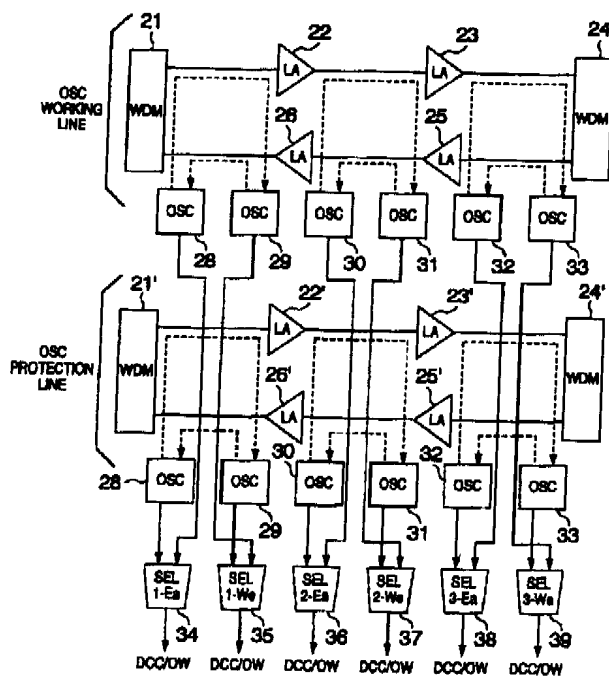 21 22 23 24
OSC
WORKING
LINE
WDM LA LA WDM
26 25
LA LA
OSC OSC OSC OSC OSC OSC
28 29 30 31 32 33
21' 22' 23' 24'
OSC
PROTECTION
LINE
WDM LA LA WDM
26' 25'
LA LA
30 32
OSC OSC OSC OSC OSC OSC
28 29 31 33
SEL SEL SEL SEL SEL SEL
1-Ea 1-We 2-Ea 2-We 3-Ea 3-We
34 35 36 37 38 39
DCC/OW DCC/OW DCC/OW DCC/OW DCC/OW DCC/OW